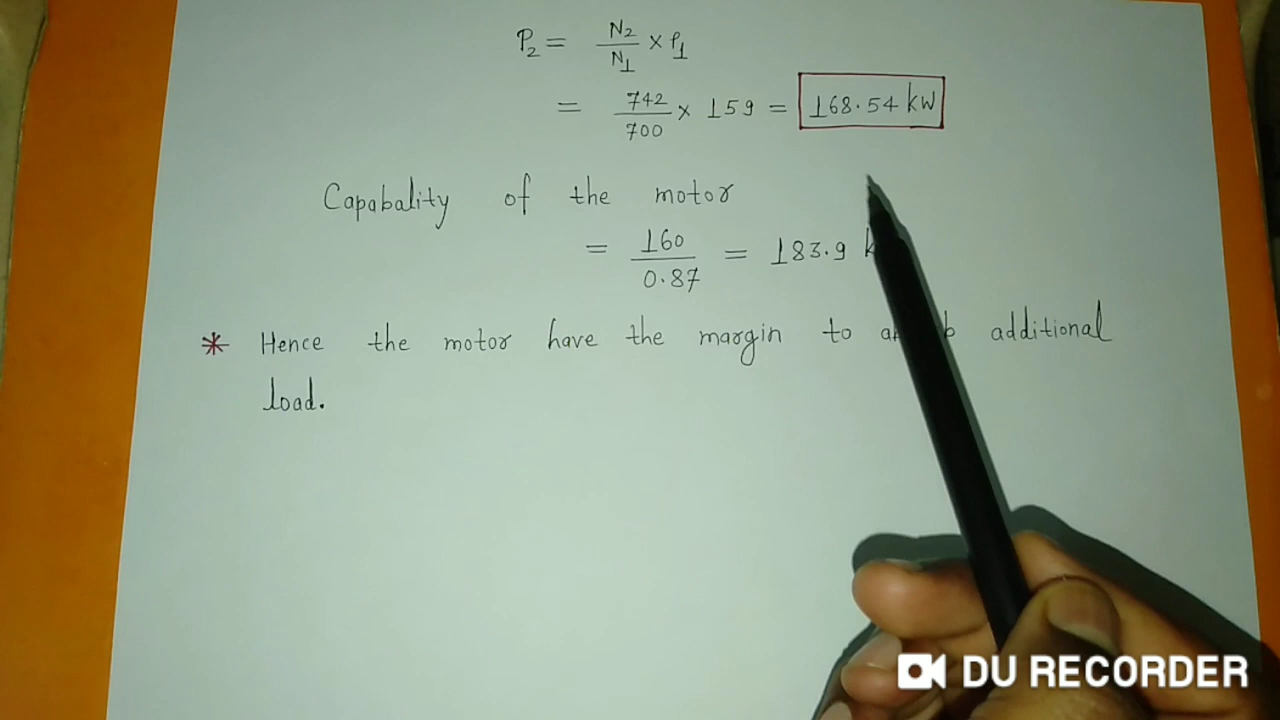 P₂ = N₂/N₁ × P₁
= 742/700 × 159 = 168.54 kW
Capabality of the motor
= 160/0.87 = 183.9
* Hence the motor have the margin to additional
load.
DU RECORDER